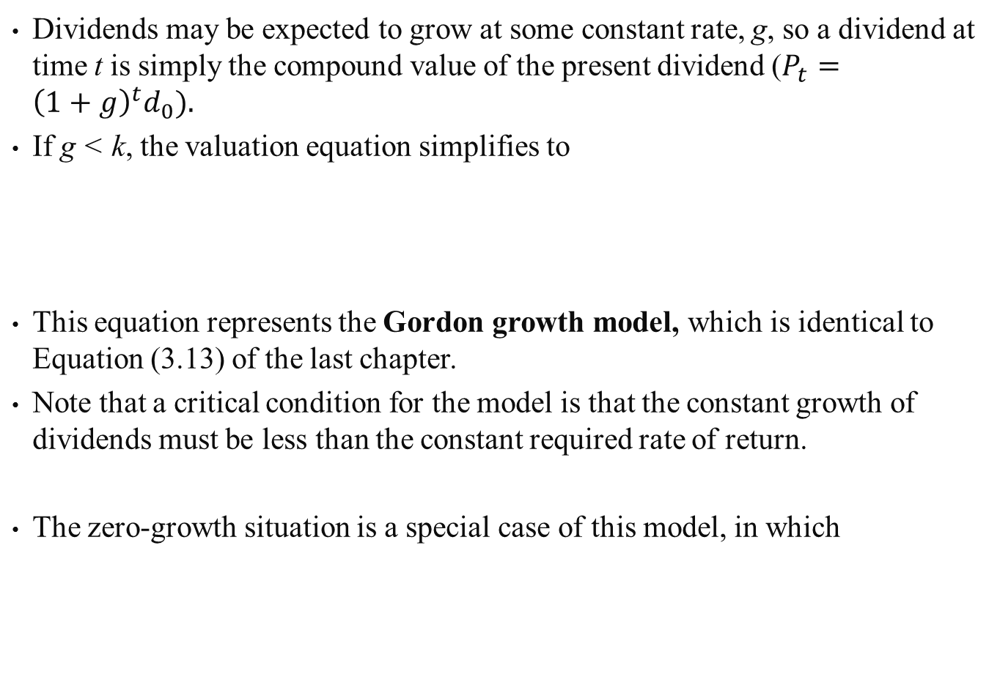 • Dividends may be expected to grow at some constant rate, g, so a dividend at
time t is simply the compound value of the present dividend (Pₜ =
(1 + g)ᵗd₀).
• If g < k, the valuation equation simplifies to
• This equation represents the Gordon growth model, which is identical to
Equation (3.13) of the last chapter.
• Note that a critical condition for the model is that the constant growth of
dividends must be less than the constant required rate of return.
• The zero-growth situation is a special case of this model, in which